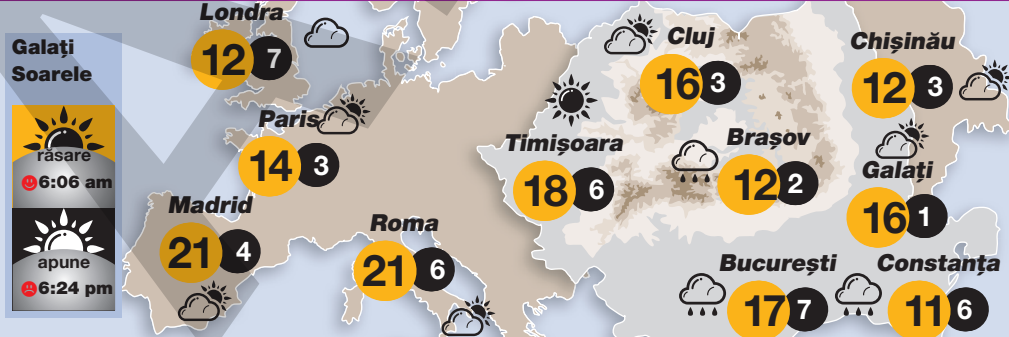 Galați
Soarele
răsare
6:06 am
apune
6:24 pm
Londra
12 7
Paris
14 3
Madrid
21 4
Roma
21 6
Timișoara
18 6
Cluj
16 3
Brașov
12 2
Chișinău
12 3
Galați
16 1
București
17 7
Constanța
11 6